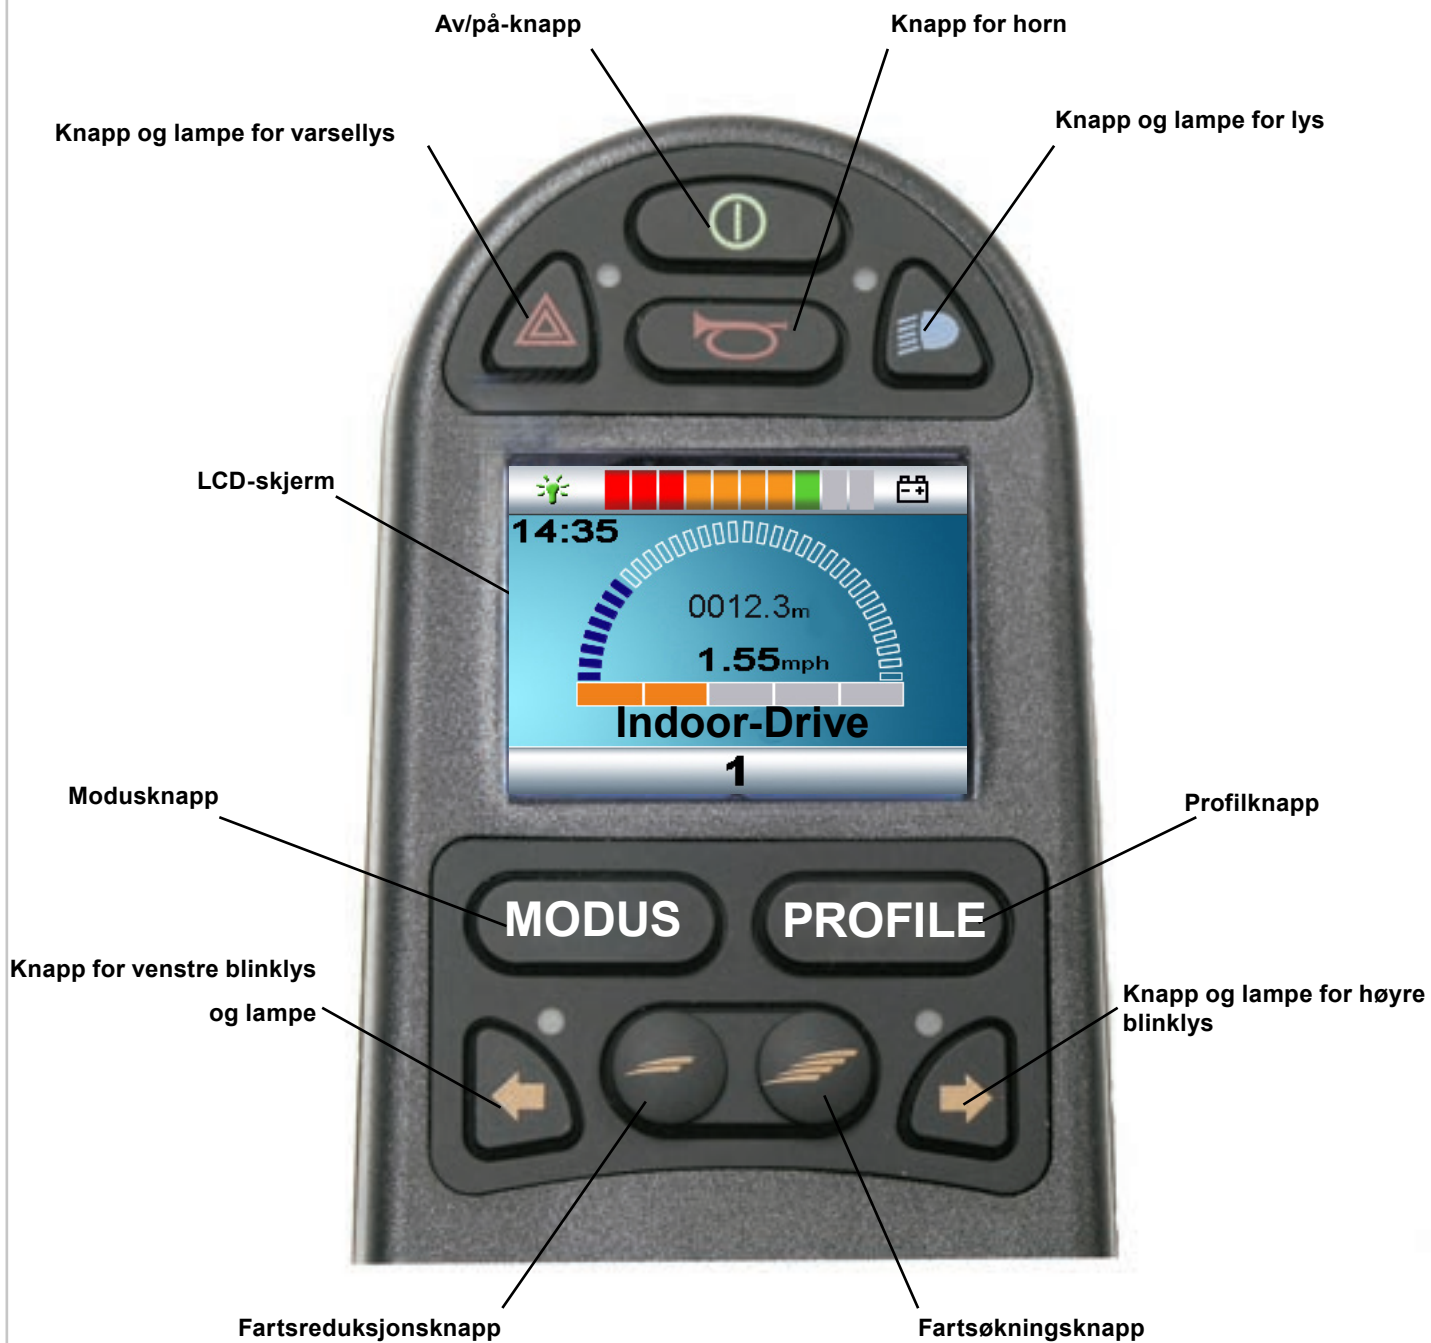 Av/på-knapp
Knapp for horn
Knapp og lampe for varsellys
Knapp og lampe for lys
LCD-skjerm
14:35
0012.3m
1.55mph
Indoor-Drive
1
Modusknapp
Profilknapp
MODUS
PROFILE
Knapp for venstre blinklys
og lampe
Knapp og lampe for høyre
blinklys
Fartsreduksjonsknapp
Fartsøkningsknapp